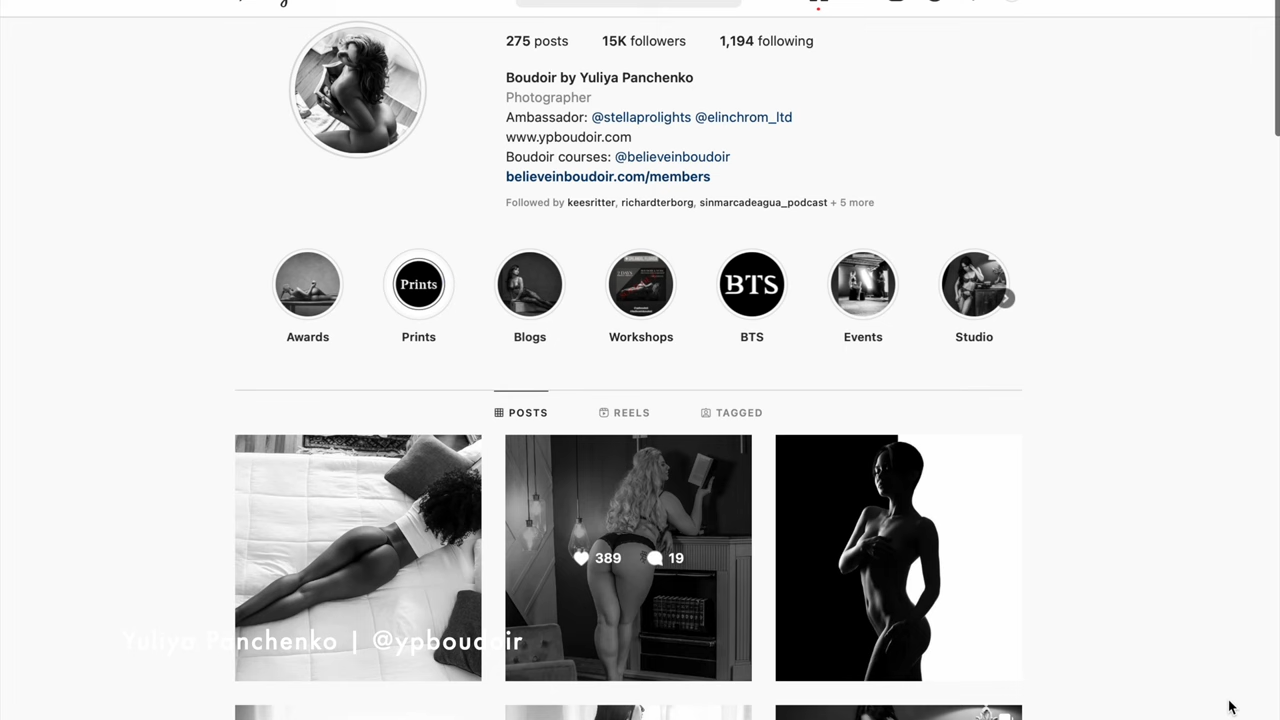 275 posts 15K followers 1,194 following
Boudoir by Yuliya Panchenko
Photographer
Ambassador: @stellaprolights @elinchrom_ltd
www.ypboudoir.com
Boudoir courses: @believeinboudoir
believeinboudoir.com/members
Followed by keesritter, richardterborg, sinmarcadeagua_podcast + 5 more
Prints
BTS
Awards Prints Blogs Workshops BTS Events Studio
POSTS REELS TAGGED
389 19
Yuliya Panchenko | @ypboudoir